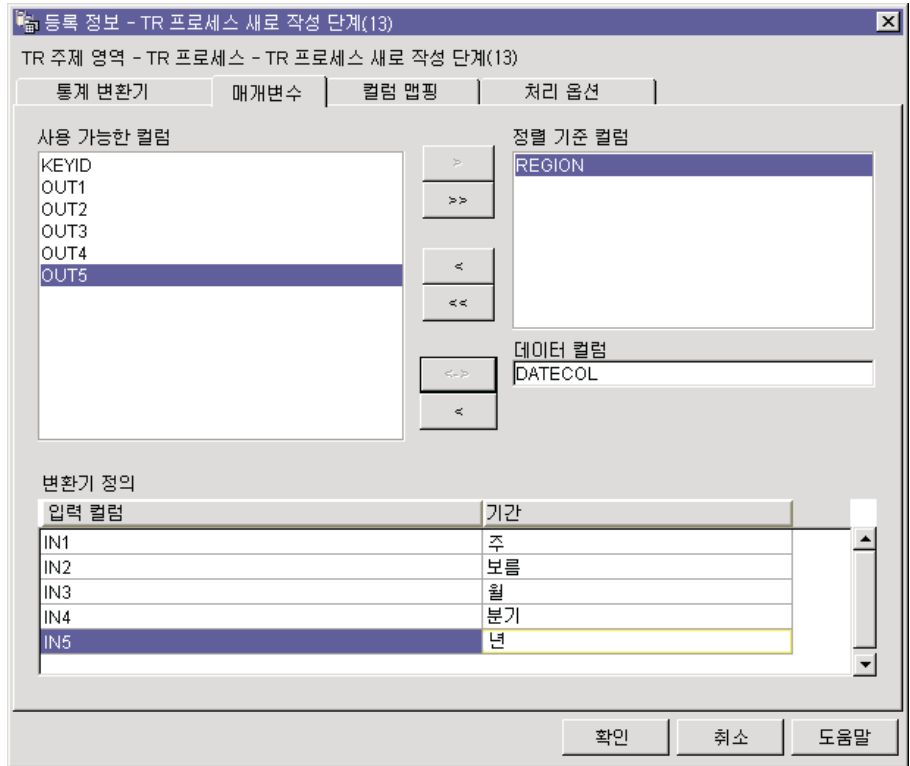 등록 정보 - TR 프로세스 새로 작성 단계(13)
TR 주제 영역 - TR 프로세스 - TR 프로세스 새로 작성 단계(13)
통계 변환기 매개변수 컬럼 맵핑 처리 옵션
사용 가능한 컬럼
KEYID
OUT1
OUT2
OUT3
OUT4
OUT5
>
>>
<
<<
<->
<
정렬 기준 컬럼
REGION
데이터 컬럼
DATECOL
변환기 정의
입력 컬럼 기간
IN1 주
IN2 보름
IN3 월
IN4 분기
IN5 년
확인 취소 도움말